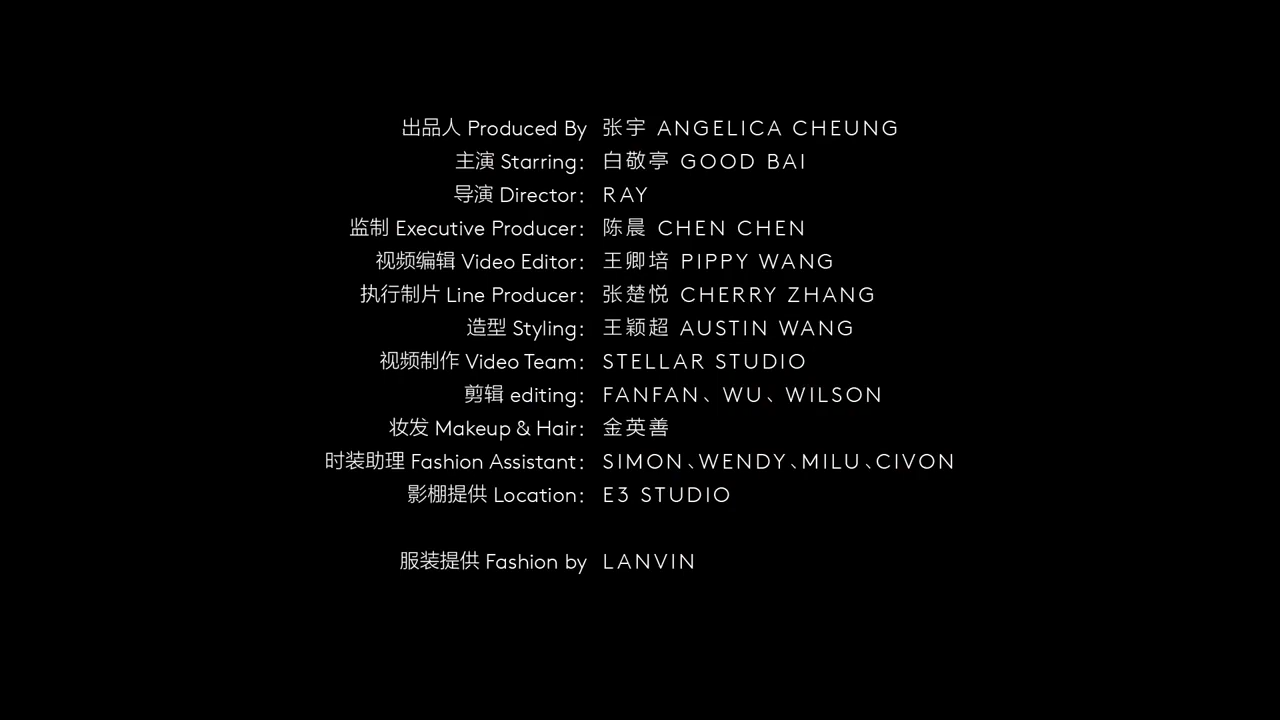 出品人 Produced By 张宇 ANGELICA CHEUNG
主演 Starring: 白敬亭 GOOD BAI
导演 Director: RAY
监制 Executive Producer: 陈晨 CHEN CHEN
视频编辑 Video Editor: 王卿培 PIPPY WANG
执行制片 Line Producer: 张楚悦 CHERRY ZHANG
造型 Styling: 王颖超 AUSTIN WANG
视频制作 Video Team: STELLAR STUDIO
剪辑 editing: FANFAN、WU、WILSON
妆发 Makeup & Hair: 金英善
时装助理 Fashion Assistant: SIMON、WENDY、MILU、CIVON
影棚提供 Location: E3 STUDIO
服装提供 Fashion by LANVIN